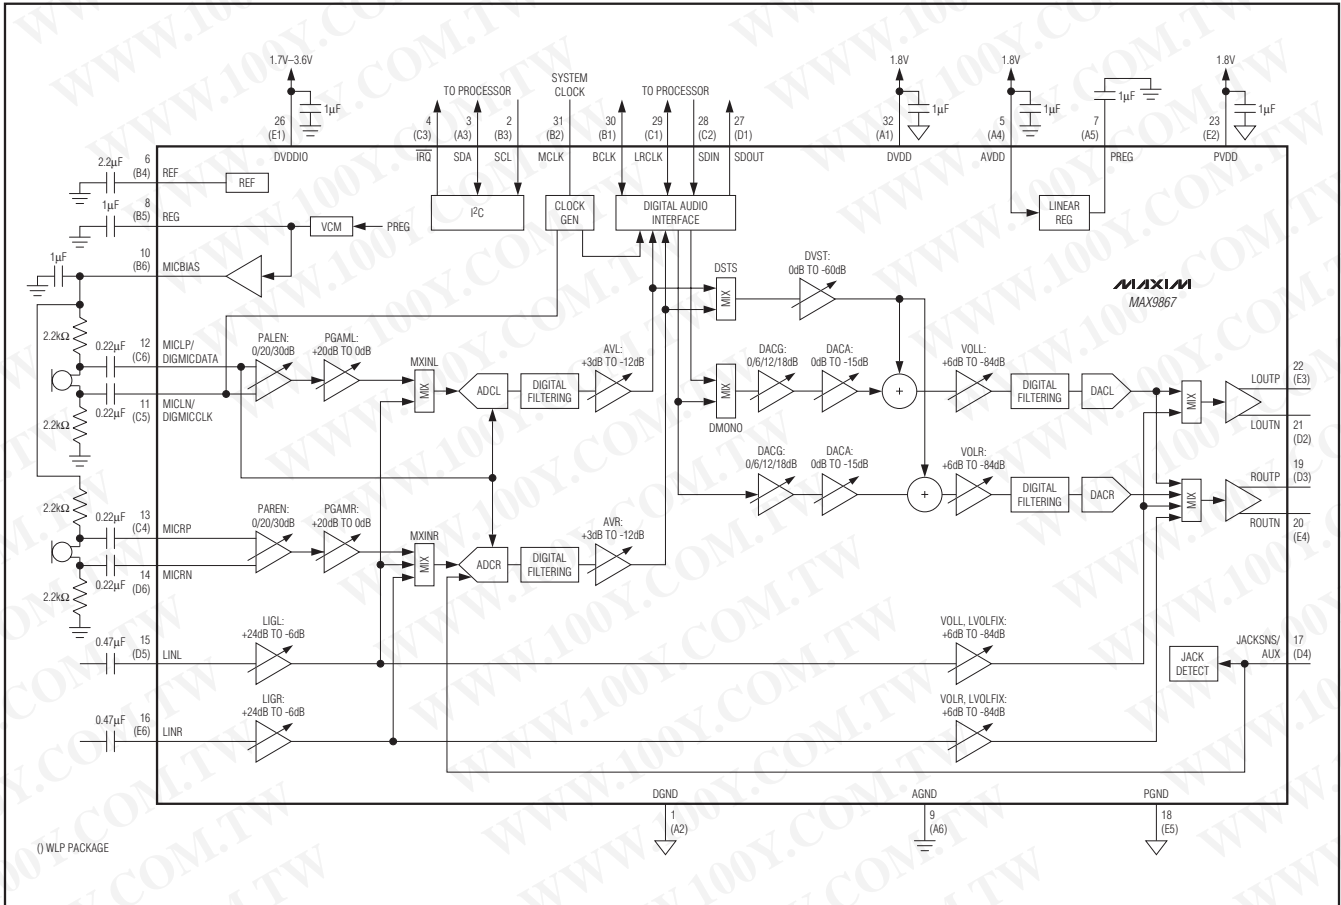 1.7V–3.6V
1µF
26
(E1)
DVDDIO
TO PROCESSOR
4
(C3)
IRQ
3
(A3)
SDA
2
(B3)
SCL
SYSTEM
CLOCK
31
(B2)
MCLK
TO PROCESSOR
30
(B1)
BCLK
29
(C1)
LRCLK
28
(C2)
SDIN
27
(D1)
SDOUT
1.8V
1µF
32
(A1)
DVDD
1.8V
1µF
5
(A4)
AVDD
1µF
7
(A5)
PREG
1.8V
1µF
23
(E2)
PVDD
2.2µF
6
(B4)
REF
REF
1µF
8
(B5)
REG
VCM
PREG
I²C
CLOCK
GEN
DIGITAL AUDIO
INTERFACE
LINEAR
REG
1µF
10
(B6)
MICBIAS
DSTS
MIX
DVST:
0dB TO -60dB
MAXIM
MAX9867
2.2kΩ
0.22µF
12
(C6)
MICLP/
DIGMICDATA
PALEN:
0/20/30dB
PGAML:
+20dB TO 0dB
MXINL
MIX
ADCL
DIGITAL
FILTERING
AVL:
+3dB TO -12dB
MIX
DMONO
DACG:
0/6/12/18dB
DACA:
0dB TO -15dB
+
VOLL:
+6dB TO -84dB
DIGITAL
FILTERING
DACL
MIX
22
LOUTP
(E3)
LOUTN
21
(D2)
0.22µF
11
(C5)
MICLN/
DIGMICCLK
2.2kΩ
DACG:
0/6/12/18dB
DACA:
0dB TO -15dB
+
VOLR:
+6dB TO -84dB
DIGITAL
FILTERING
DACR
MIX
19
ROUTP
(D3)
ROUTN
20
(E4)
2.2kΩ
0.22µF
13
(C4)
MICRP
PAREN:
0/20/30dB
PGAMR:
+20dB TO 0dB
MXINR
MIX
ADCR
DIGITAL
FILTERING
AVR:
+3dB TO -12dB
0.22µF
14
(D6)
MICRN
2.2kΩ
0.47µF
15
(D5)
LINL
LIGL:
+24dB TO -6dB
VOLL, LVOLFIX:
+6dB TO -84dB
JACK
DETECT
JACKSNS/
AUX
17
(D4)
0.47µF
16
(E6)
LINR
LIGR:
+24dB TO -6dB
VOLR, LVOLFIX:
+6dB TO -84dB
DGND
1
(A2)
AGND
9
(A6)
PGND
18
(E5)
() WLP PACKAGE
WWW.100Y.COM.TW